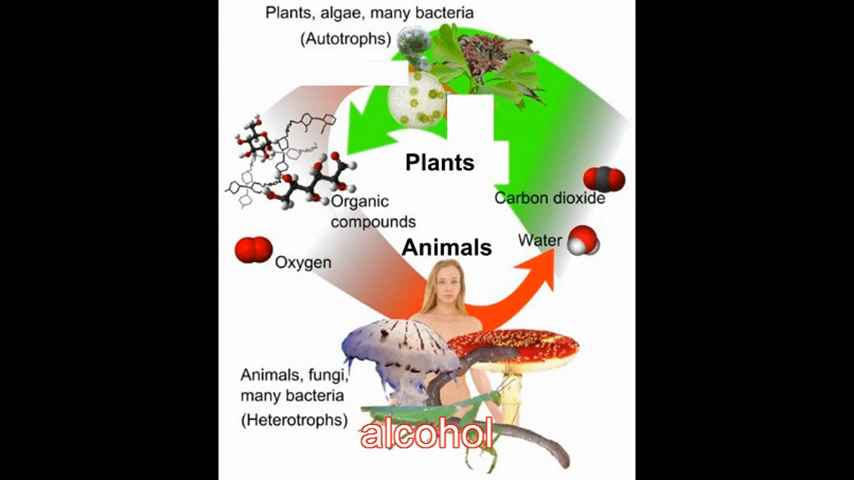 Plants, algae, many bacteria
(Autotrophs)
Plants
Carbon dioxide
Organic
compounds
Water
Animals
Oxygen
Animals, fungi,
many bacteria
(Heterotrophs)
alcohol